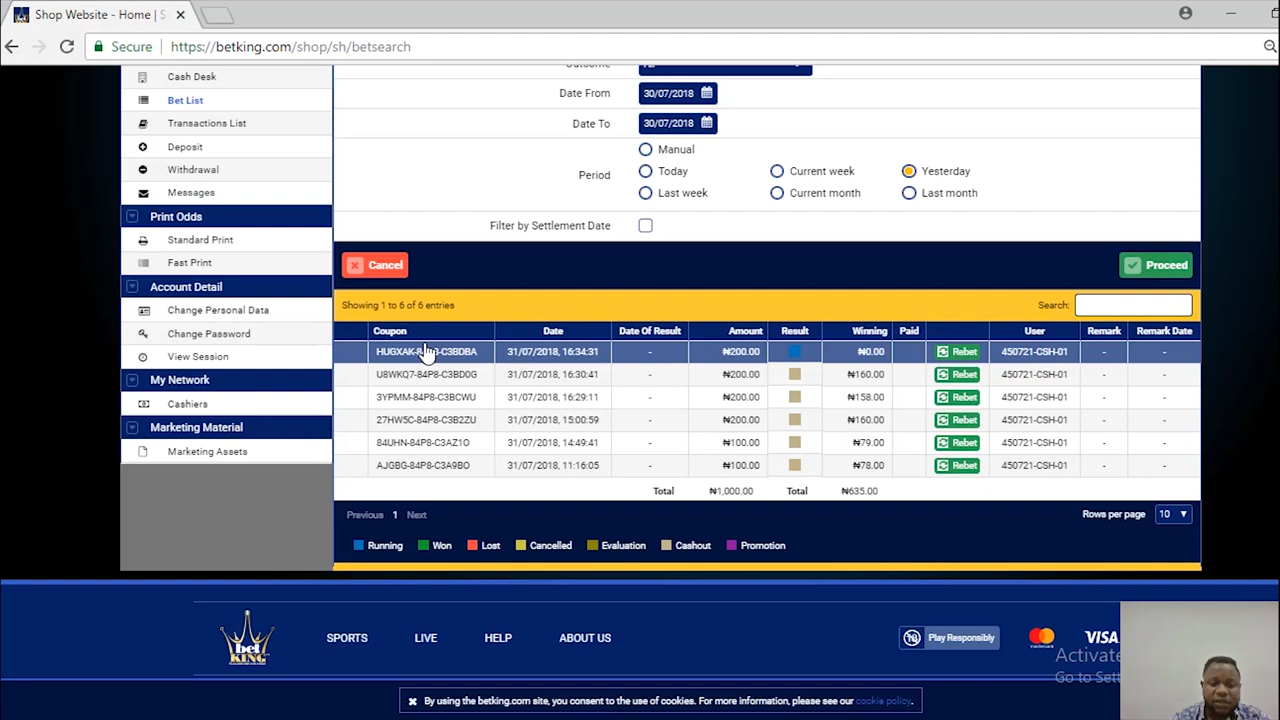 Shop Website - Home | S
Secure https://betking.com/shop/sh/betsearch
Cash Desk
Bet List
Transactions List
Deposit
Withdrawal
Messages
Print Odds
Standard Print
Fast Print
Account Detail
Change Personal Data
Change Password
View Session
My Network
Cashiers
Marketing Material
Marketing Assets
Date From 30/07/2018
Date To 30/07/2018
Manual
Period Today Current week Yesterday
Last week Current month Last month
Filter by Settlement Date
Cancel Proceed
Showing 1 to 6 of 6 entries Search:
Coupon Date Date Of Result Amount Result Winning Paid User Remark Remark Date
31/07/2018, 16:34:31 - ₦200.00 ₦0.00 Rebet 450721-CSH-01 - -
U8WKQ7-84P8-C3BD0G 31/07/2018, 16:30:41 - ₦200.00 ₦160.00 Rebet 450721-CSH-01 - -
3YPMM-84P8-C3BCWU 31/07/2018, 16:29:11 - ₦200.00 ₦158.00 Rebet 450721-CSH-01 - -
27HW5C-84P8-C3B2ZU 31/07/2018, 15:00:59 - ₦200.00 ₦160.00 Rebet 450721-CSH-01 - -
84UHN-84P8-C3AZ1O 31/07/2018, 14:49:41 - ₦100.00 ₦79.00 Rebet 450721-CSH-01 - -
AJGBG-84P8-C3A9BO 31/07/2018, 11:16:05 - ₦100.00 ₦78.00 Rebet 450721-CSH-01 - -
Total ₦1,000.00 Total ₦635.00
Previous 1 Next Rows per page 10
Running Won Lost Cancelled Evaluation Cashout Promotion
bet KING
SPORTS LIVE HELP ABOUT US 18 Play Responsibly mastercard VISA
Activate
Go to Sett
By using the betking.com site, you consent to the use of cookies. For more information, please see our cookie policy.